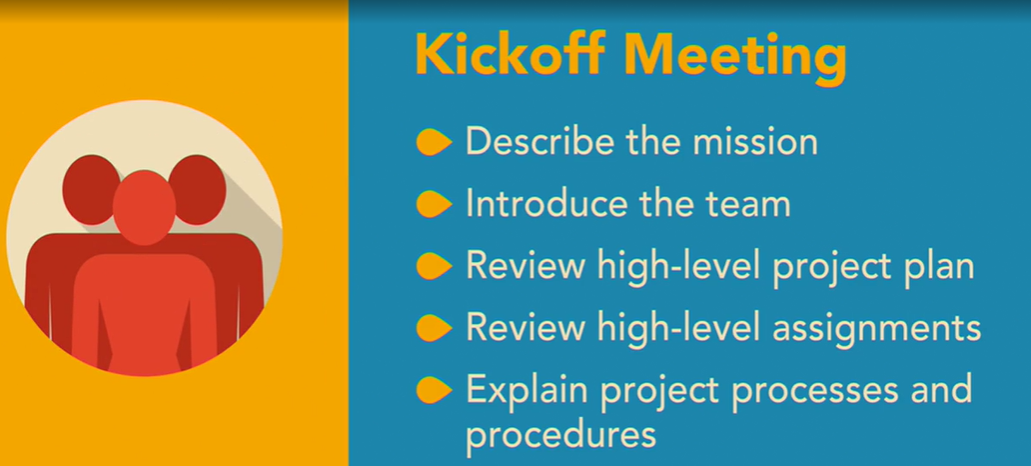 Kickoff Meeting
Describe the mission
Introduce the team
Review high-level project plan
Review high-level assignments
Explain project processes and
procedures